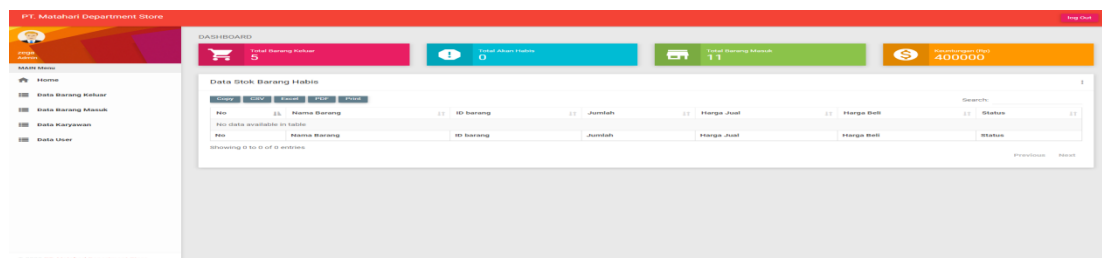 PT. Matahari Department Store
Log Out
Admin
MAIN Menu
Home
Data Barang Keluar
Data Barang Masuk
Data Karyawan
Data User
DASHBOARD
Total Barang Keluar
5
Total Akan Habis
0
Total Barang Masuk
11
Keuntungan (Rp)
400000
Data Stok Barang Habis
Copy CSV Excel PDF Print
Search:
No Nama Barang ID barang Jumlah Harga Jual Harga Beli Status
No data available in table
No Nama Barang ID barang Jumlah Harga Jual Harga Beli Status
Showing 0 to 0 of 0 entries
Previous Next